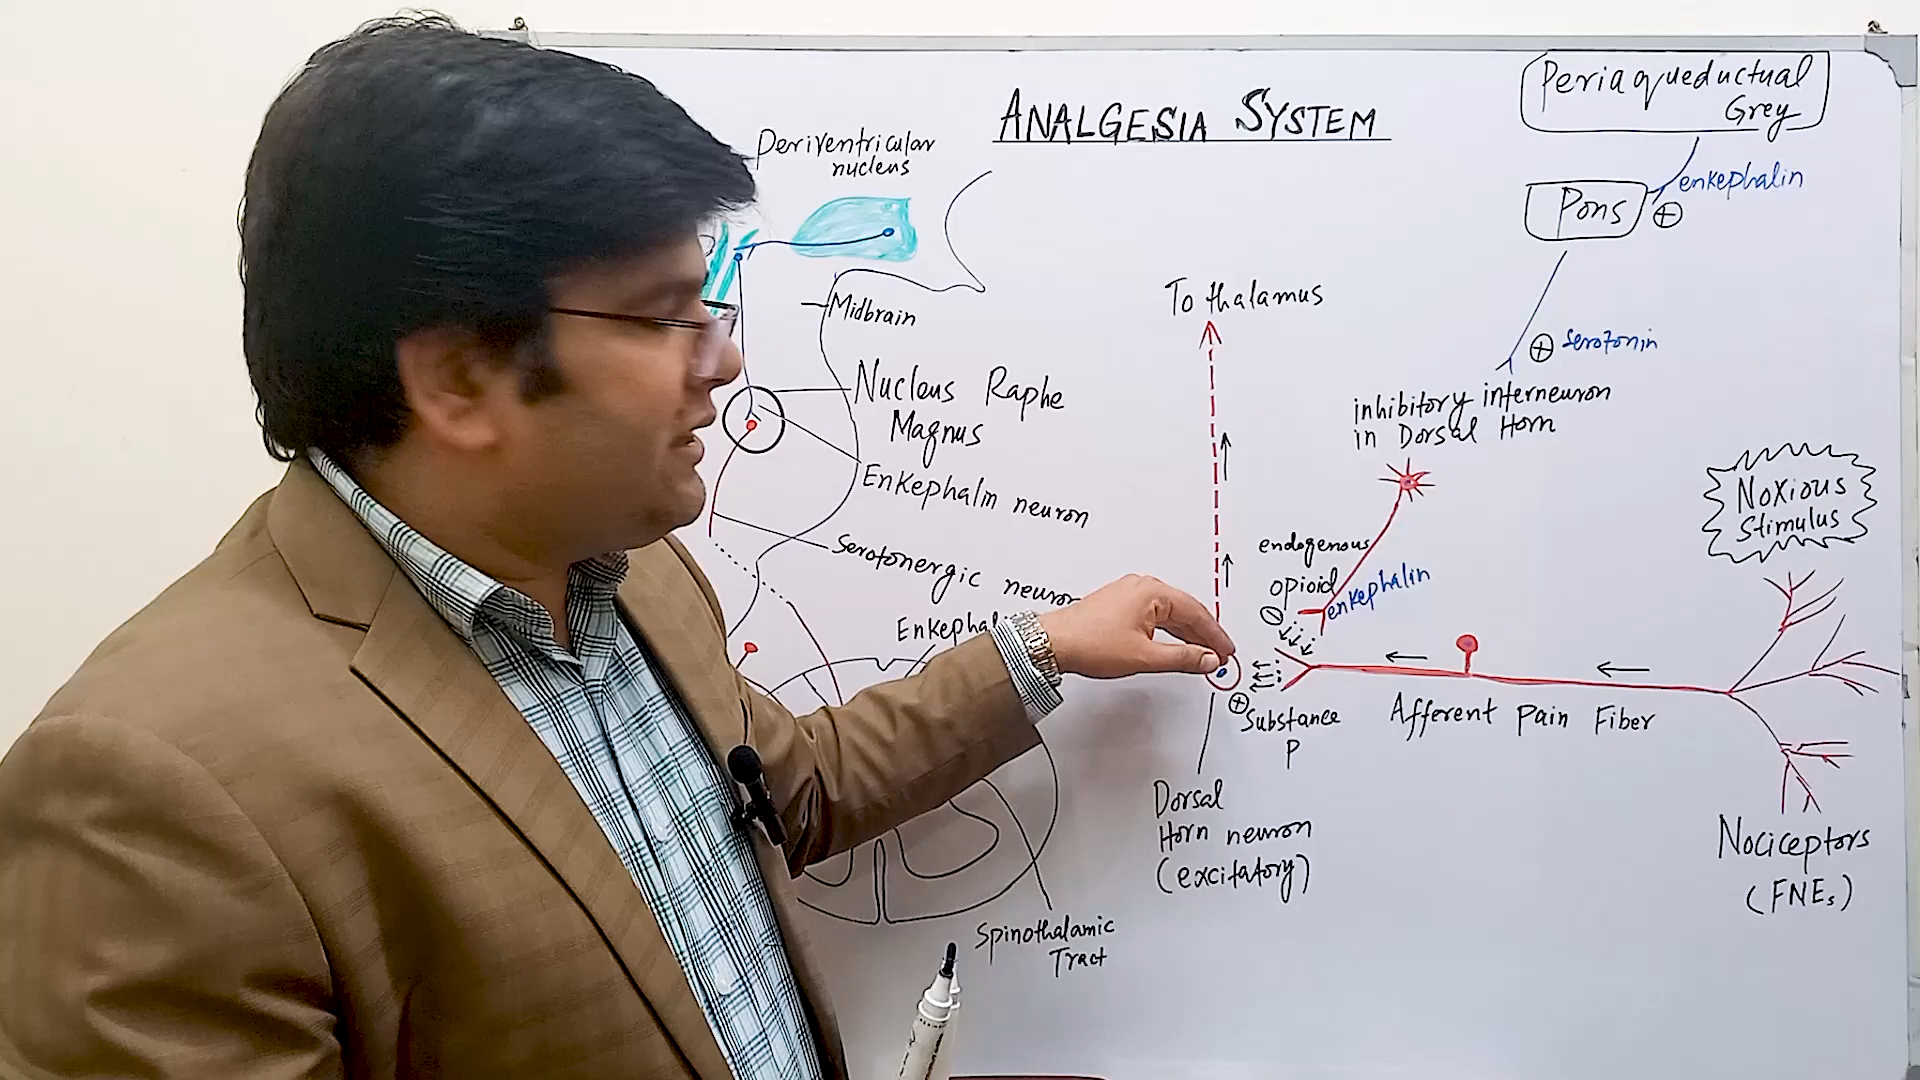 ANALGESIA SYSTEM
Periventricular
nucleus
Midbrain
Nucleus Raphe
Magnus
Enkephalin neuron
Serotonergic neuron
Spinothalamic
Tract
To thalamus
Periaqueductual
Grey
enkephalin
Pons
+
+ serotonin
inhibitory interneuron
in Dorsal Horn
endogenous
opioid
enkephalin
+
Substance
P
Dorsal
Horn neuron
(excitatory)
Afferent Pain Fiber
Noxious
Stimulus
Nociceptors
(FNEs)